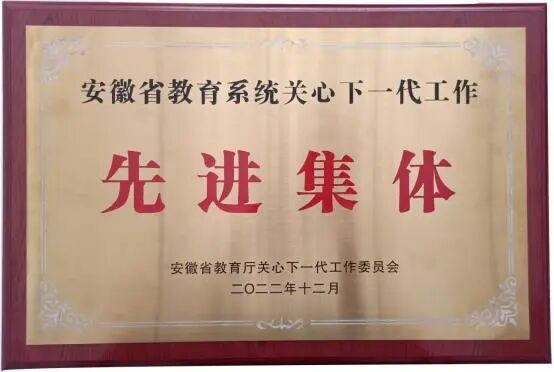 安徽省教育系统关心下一代工作
先进集体
安徽省教育厅关心下一代工作委员会
二〇二二年十二月